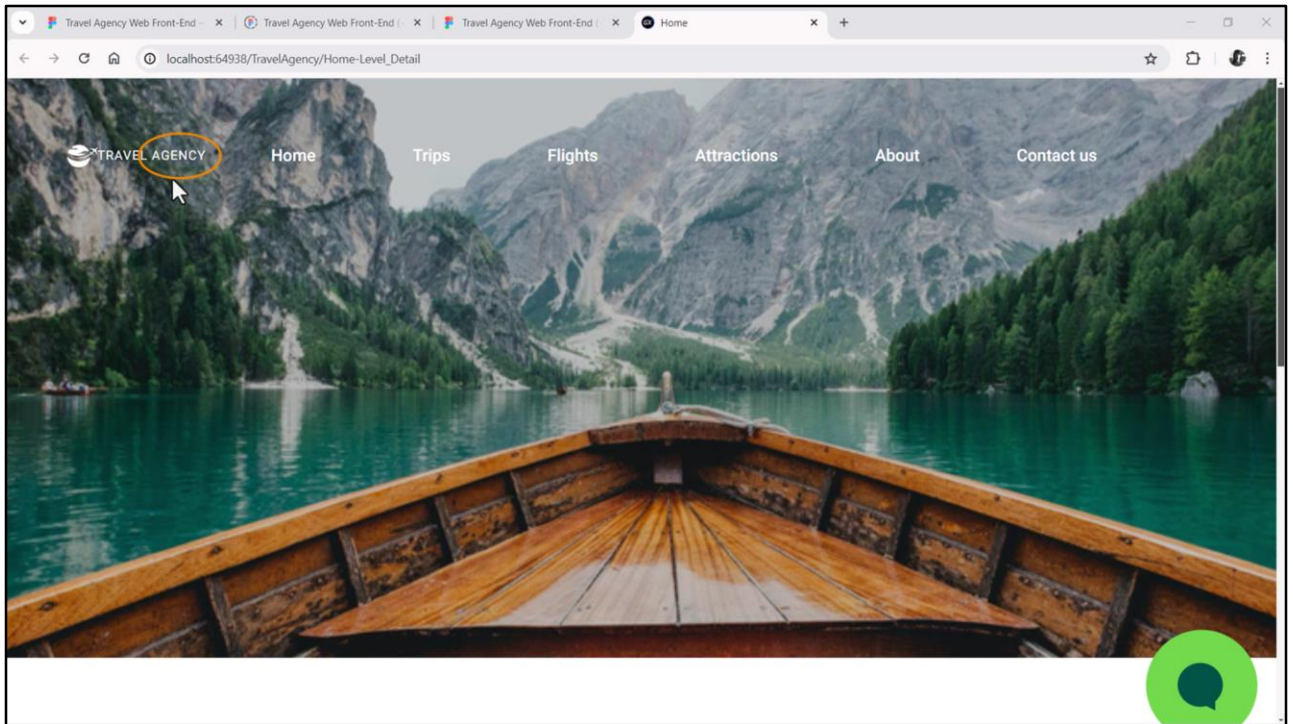 Travel Agency Web Front-End -
Travel Agency Web Front-End (
Travel Agency Web Front-End (
GX
Home
localhost:64938/TravelAgency/Home-Level_Detail
TRAVEL AGENCY
Home
Trips
Flights
Attractions
About
Contact us